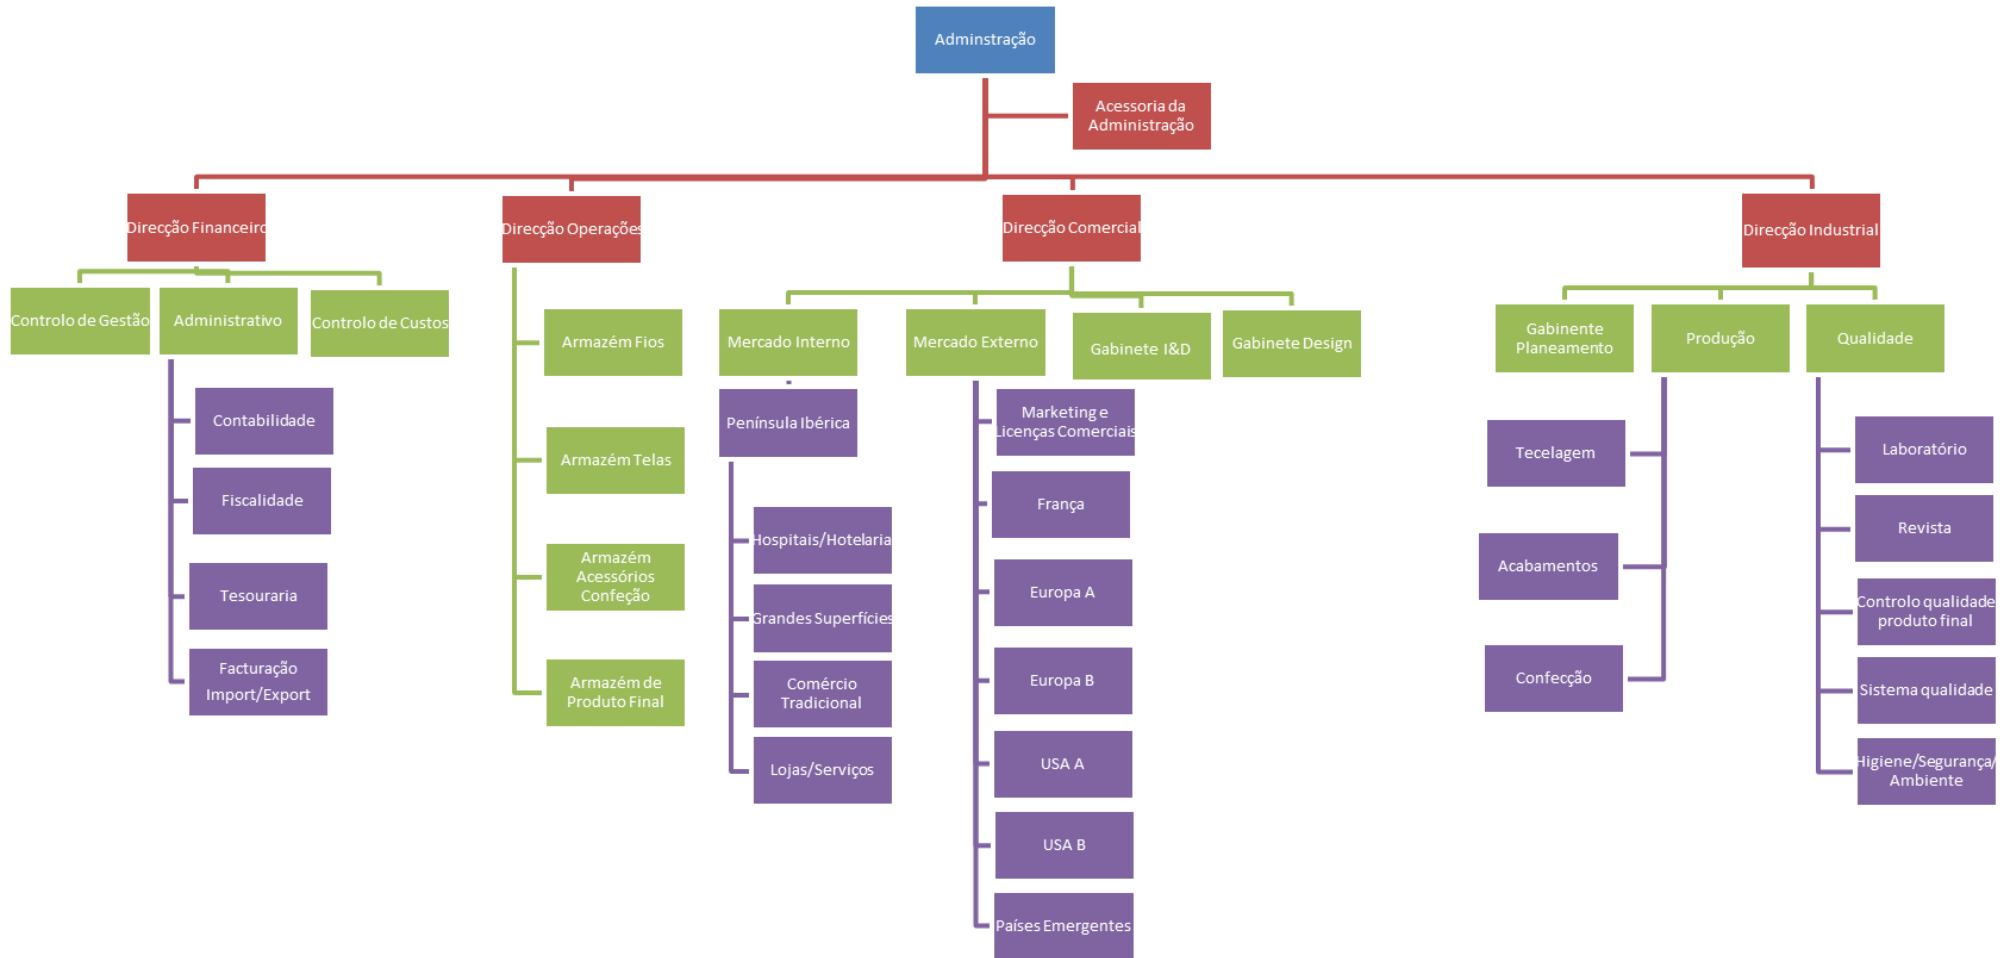 Adminstração
Acessoria da
Administração
Direcção Financeiro
Direcção Operações
Direcção Comercial
Direcção Industrial
Controlo de Gestão
Administrativo
Controlo de Custos
Contabilidade
Fiscalidade
Tesouraria
Facturação
Import/Export
Armazém Fios
Armazém Telas
Armazém
Acessórios
Confeção
Armazém de
Produto Final
Mercado Interno
Mercado Externo
Gabinete I&D
Gabinete Design
Península Ibérica
Hospitais/Hotelaria
Grandes Superfícies
Comércio
Tradicional
Lojas/Serviços
Marketing e
Licenças Comerciais
França
Europa A
Europa B
USA A
USA B
Países Emergentes
Gabinente
Planeamento
Produção
Qualidade
Tecelagem
Acabamentos
Confecção
Laboratório
Revista
Controlo qualidade
produto final
Sistema qualidade
Higiene/Segurança/
Ambiente